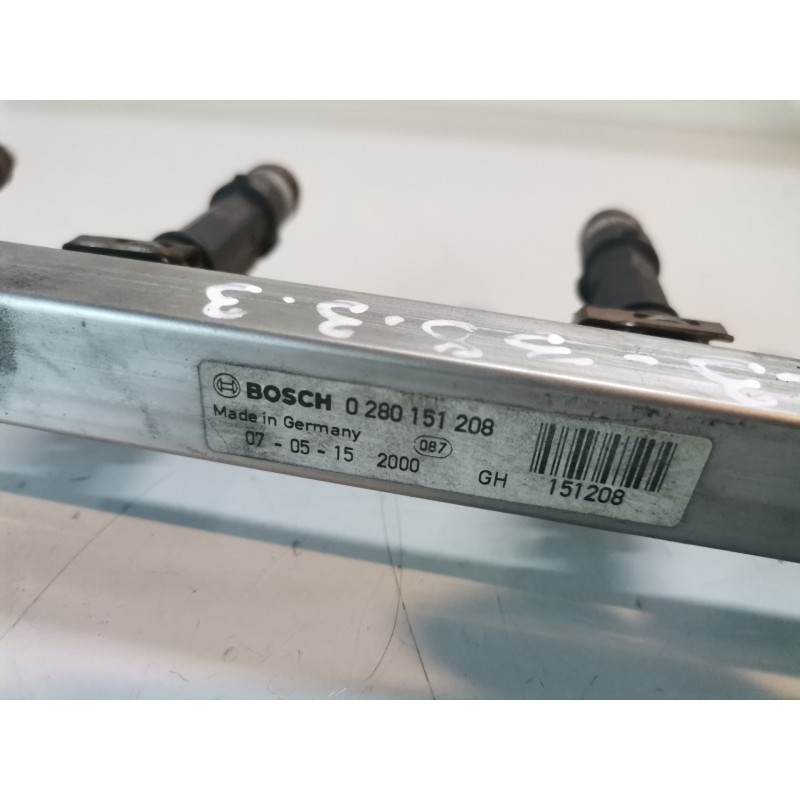 BOSCH 0 280 151 208
Made in Germany
07 - 05 - 15 2000 087 GH 151208